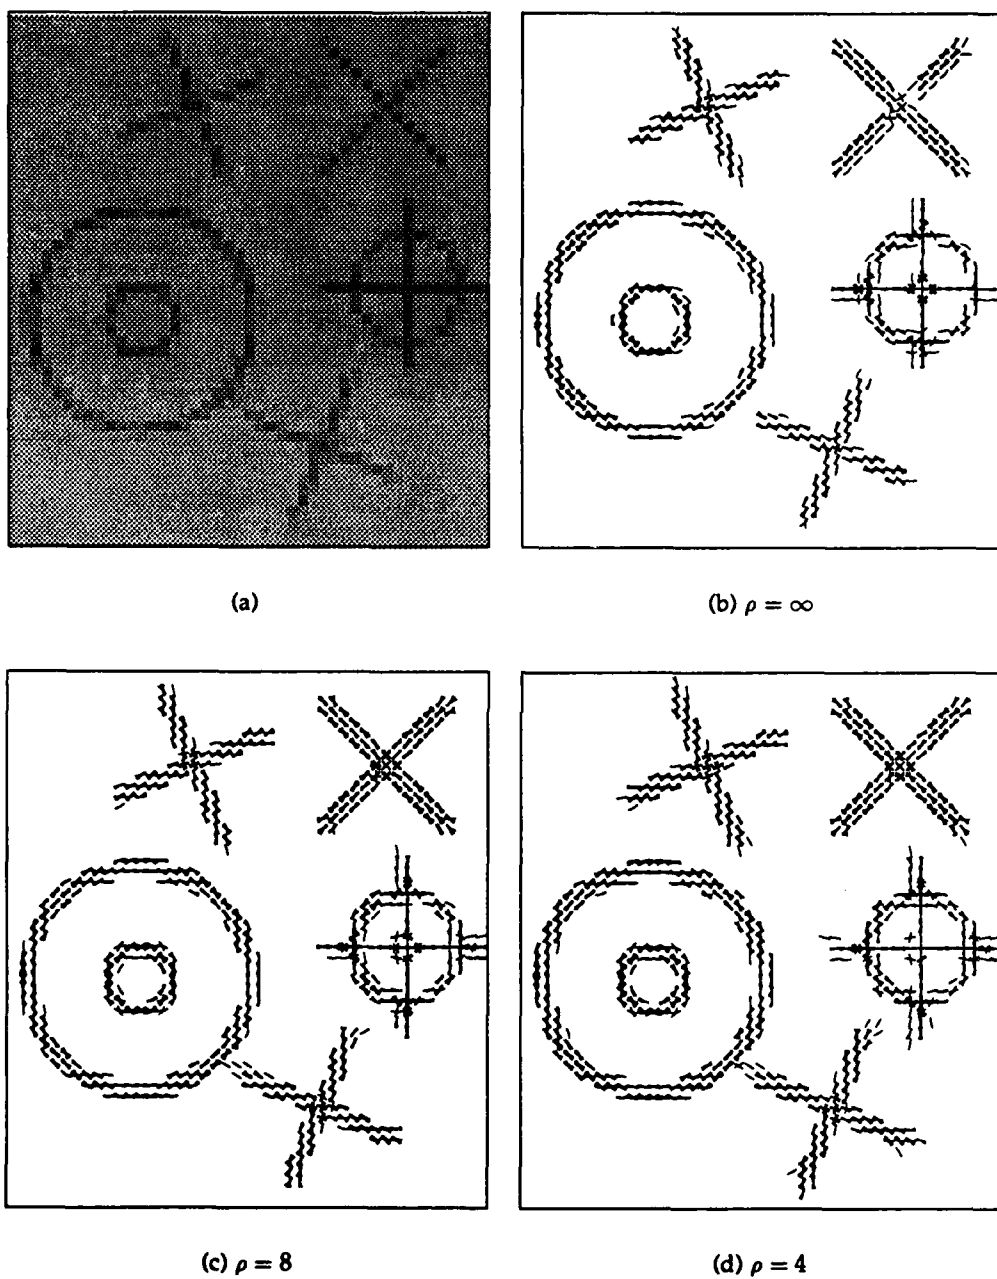 (a)
(b) ρ = ∞
(c) ρ = 8
(d) ρ = 4